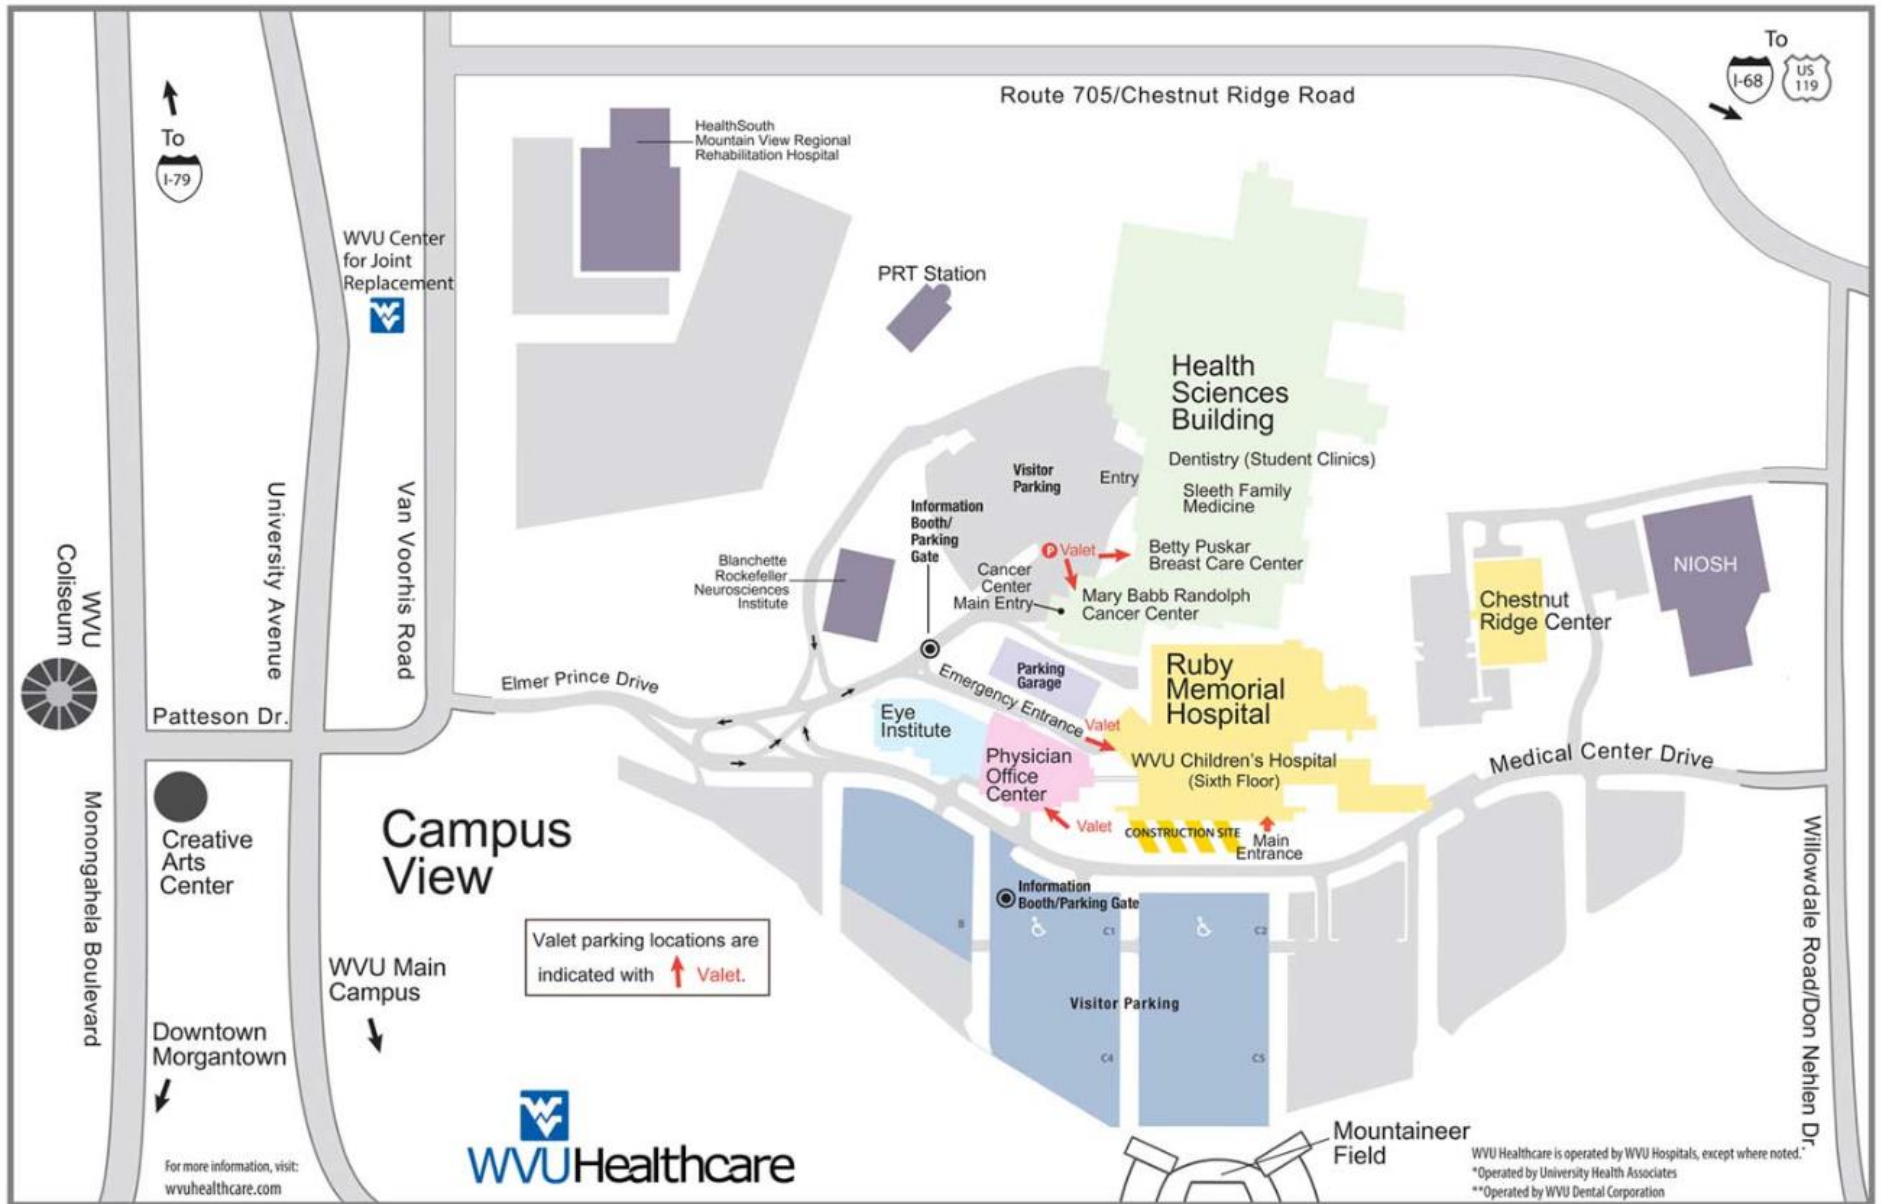 To
I-68
US
119
Route 705/Chestnut Ridge Road
To
I-79
HealthSouth
Mountain View Regional
Rehabilitation Hospital
WVU Center
for Joint
Replacement
WV
PRT Station
Health
Sciences
Building
Dentistry (Student Clinics)
Sleeth Family
Medicine
Visitor
Parking
Entry
Information
Booth/
Parking
Gate
P Valet
Betty Puskar
Breast Care Center
Cancer
Center
Main Entry
Mary Babb Randolph
Cancer Center
Blanchette
Rockefeller
Neurosciences
Institute
NIOSH
Chestnut
Ridge Center
University Avenue
Van Voorhis Road
WVU
Coliseum
Elmer Prince Drive
Patteson Dr.
Parking
Garage
Emergency Entrance
Valet
Ruby
Memorial
Hospital
Eye
Institute
Physician
Office
Center
WVU Children's Hospital
(Sixth Floor)
Medical Center Drive
Valet
CONSTRUCTION SITE
Main
Entrance
Monongahela Boulevard
Creative
Arts
Center
Campus
View
Information
Booth/Parking Gate
B
C1
C2
Visitor Parking
C4
C5
Willowdale Road/Don Nehlen Dr.
Valet parking locations are
indicated with Valet.
WVU Main
Campus
Downtown
Morgantown
WV
WVUHealthcare
Mountaineer
Field
For more information, visit:
wvuhealthcare.com
WVU Healthcare is operated by WVU Hospitals, except where noted.*
*Operated by University Health Associates
**Operated by WVU Dental Corporation